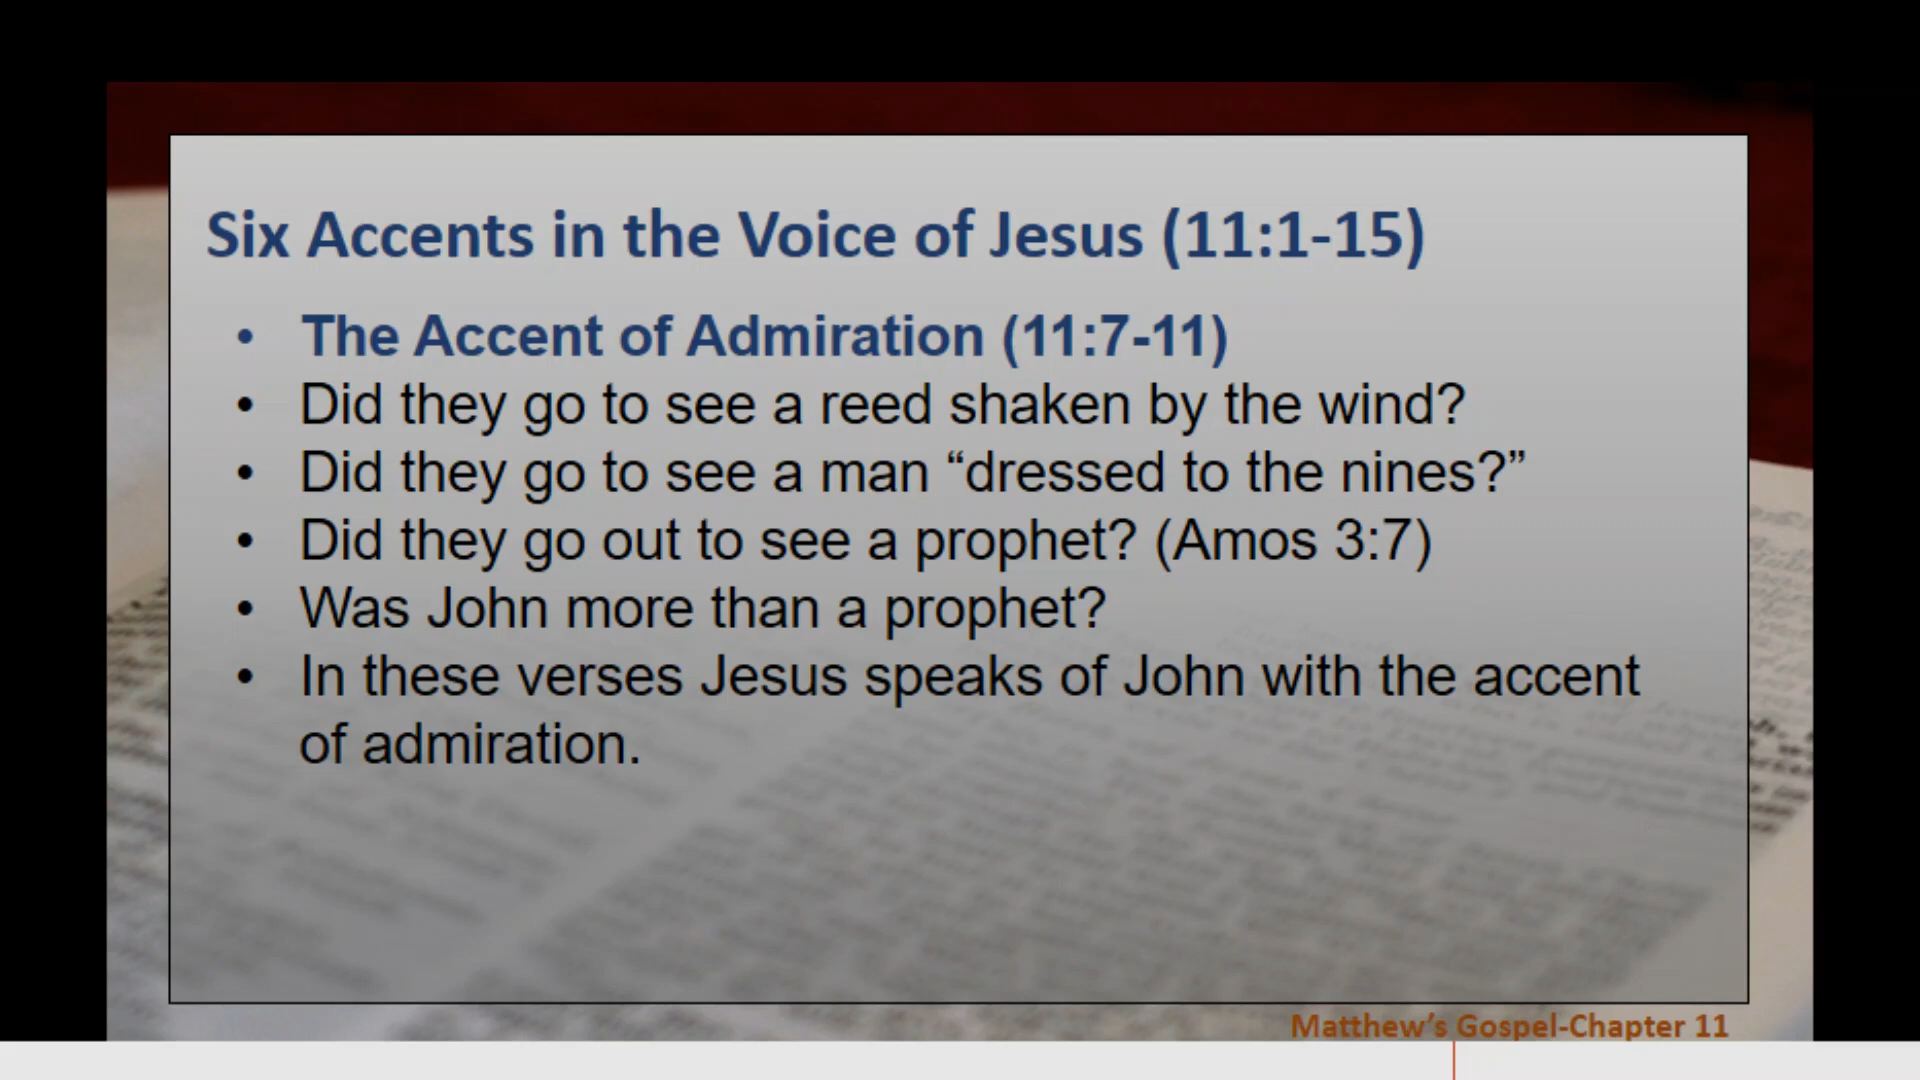 Six Accents in the Voice of Jesus (11:1-15)
• The Accent of Admiration (11:7-11)
• Did they go to see a reed shaken by the wind?
• Did they go to see a man “dressed to the nines?”
• Did they go out to see a prophet? (Amos 3:7)
• Was John more than a prophet?
• In these verses Jesus speaks of John with the accent
of admiration.
Matthew’s Gospel-Chapter 11